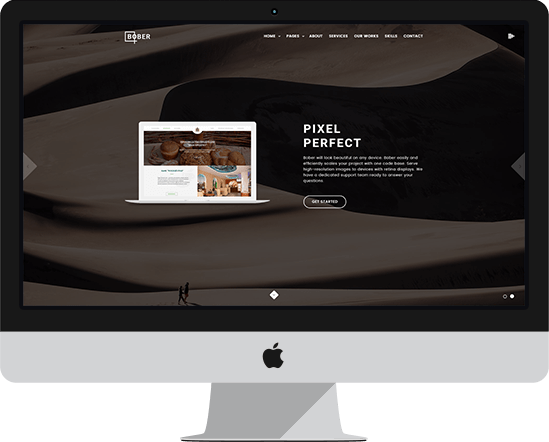 BOBER
HOME PAGES ABOUT SERVICES OUR WORKS SKILLS CONTACT
PIXEL
PERFECT
Bober will look beautiful on any device. Bober easily and
efficiently scales your project with one code base. Serve
high-resolution images to devices with retina displays. We
have a dedicated support team ready to answer your
questions.
GET STARTED